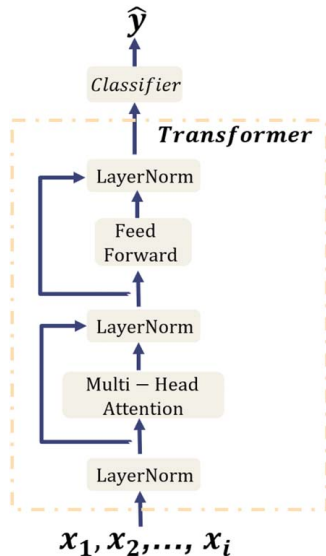 ŷ
Classifier
Transformer
LayerNorm
Feed
Forward
LayerNorm
Multi − Head
Attention
LayerNorm
x₁, x₂,..., xᵢ